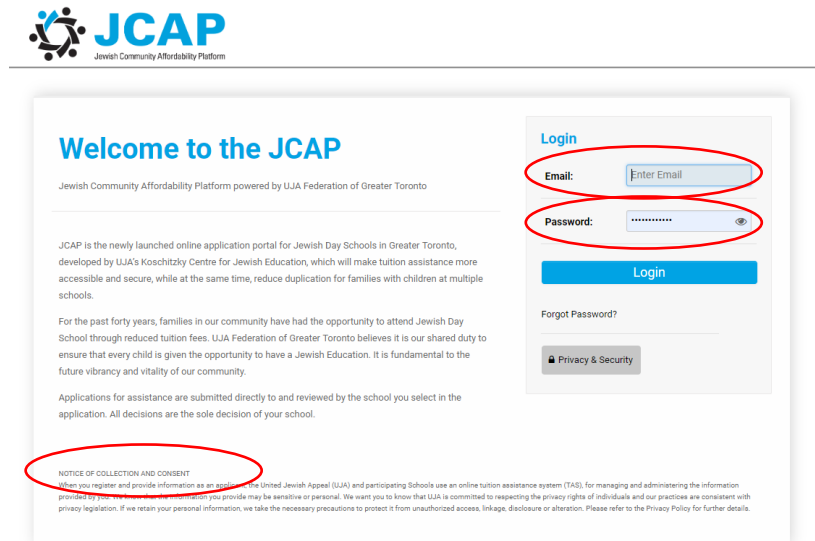 JCAP
Jewish Community Affordability Platform
Welcome to the JCAP
Jewish Community Affordability Platform powered by UJA Federation of Greater Toronto
JCAP is the newly launched online application portal for Jewish Day Schools in Greater Toronto,
developed by UJA's Koschitzky Centre for Jewish Education, which will make tuition assistance more
accessible and secure, while at the same time, reduce duplication for families with children at multiple
schools.
For the past forty years, families in our community have had the opportunity to attend Jewish Day
School through reduced tuition fees. UJA Federation of Greater Toronto believes it is our shared duty to
ensure that every child is given the opportunity to have a Jewish Education. It is fundamental to the
future vibrancy and vitality of our community.
Applications for assistance are submitted directly to and reviewed by the school you select in the
application. All decisions are the sole decision of your school.
Login
Email: Enter Email
Password: ••••••••••••
Login
Forgot Password?
Privacy & Security
NOTICE OF COLLECTION AND CONSENT
When you register and provide information as an applicant, the United Jewish Appeal (UJA) and participating Schools use an online tuition assistance system (TAS), for managing and administering the information
provided by you. We know that the information you provide may be sensitive or personal. We want you to know that UJA is committed to respecting the privacy rights of individuals and our practices are consistent with
privacy legislation. If we retain your personal information, we take the necessary precautions to protect it from unauthorized access, linkage, disclosure or alteration. Please refer to the Privacy Policy for further details.